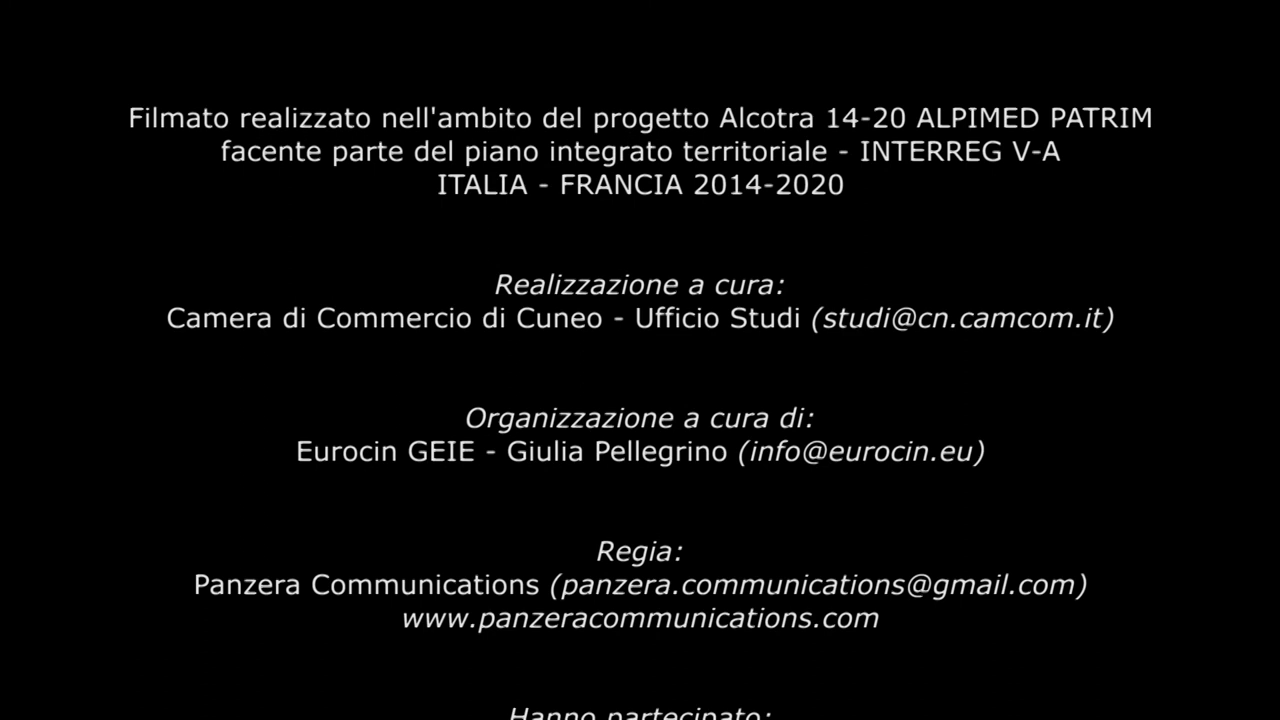 Filmato realizzato nell'ambito del progetto Alcotra 14-20 ALPIMED PATRIM
facente parte del piano integrato territoriale - INTERREG V-A
ITALIA - FRANCIA 2014-2020
Realizzazione a cura:
Camera di Commercio di Cuneo - Ufficio Studi (studi@cn.camcom.it)
Organizzazione a cura di:
Eurocin GEIE - Giulia Pellegrino (info@eurocin.eu)
Regia:
Panzera Communications (panzera.communications@gmail.com)
www.panzeracommunications.com
Hanno partecipato: